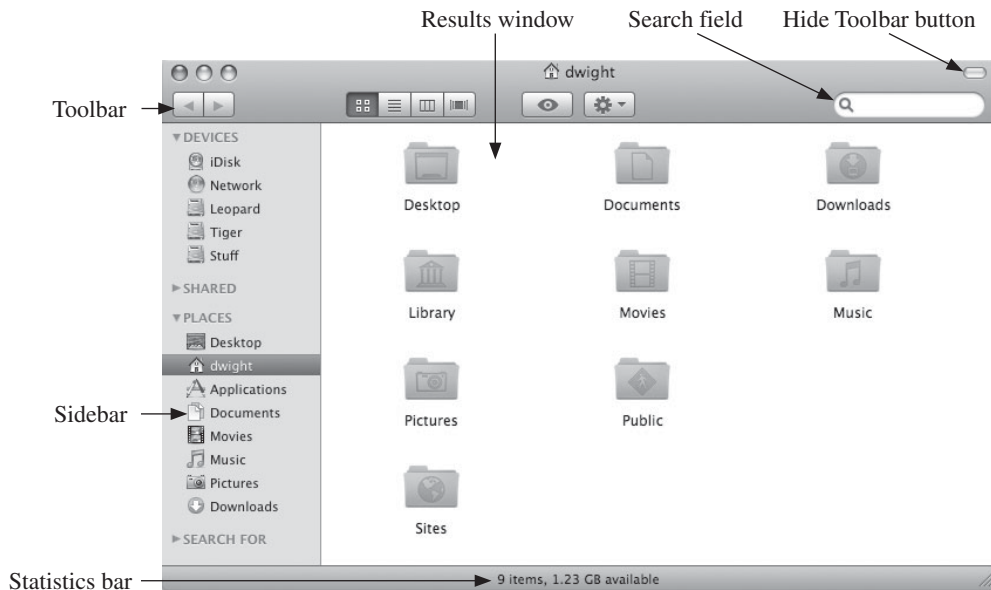 Results window Search field Hide Toolbar button
dwight
Toolbar
DEVICES
iDisk
Network
Leopard
Tiger
Stuff
SHARED
PLACES
Desktop
dwight
Applications
Documents
Movies
Music
Pictures
Downloads
SEARCH FOR
Sidebar
Desktop Documents Downloads
Library Movies Music
Pictures Public
Sites
Statistics bar
9 items, 1.23 GB available